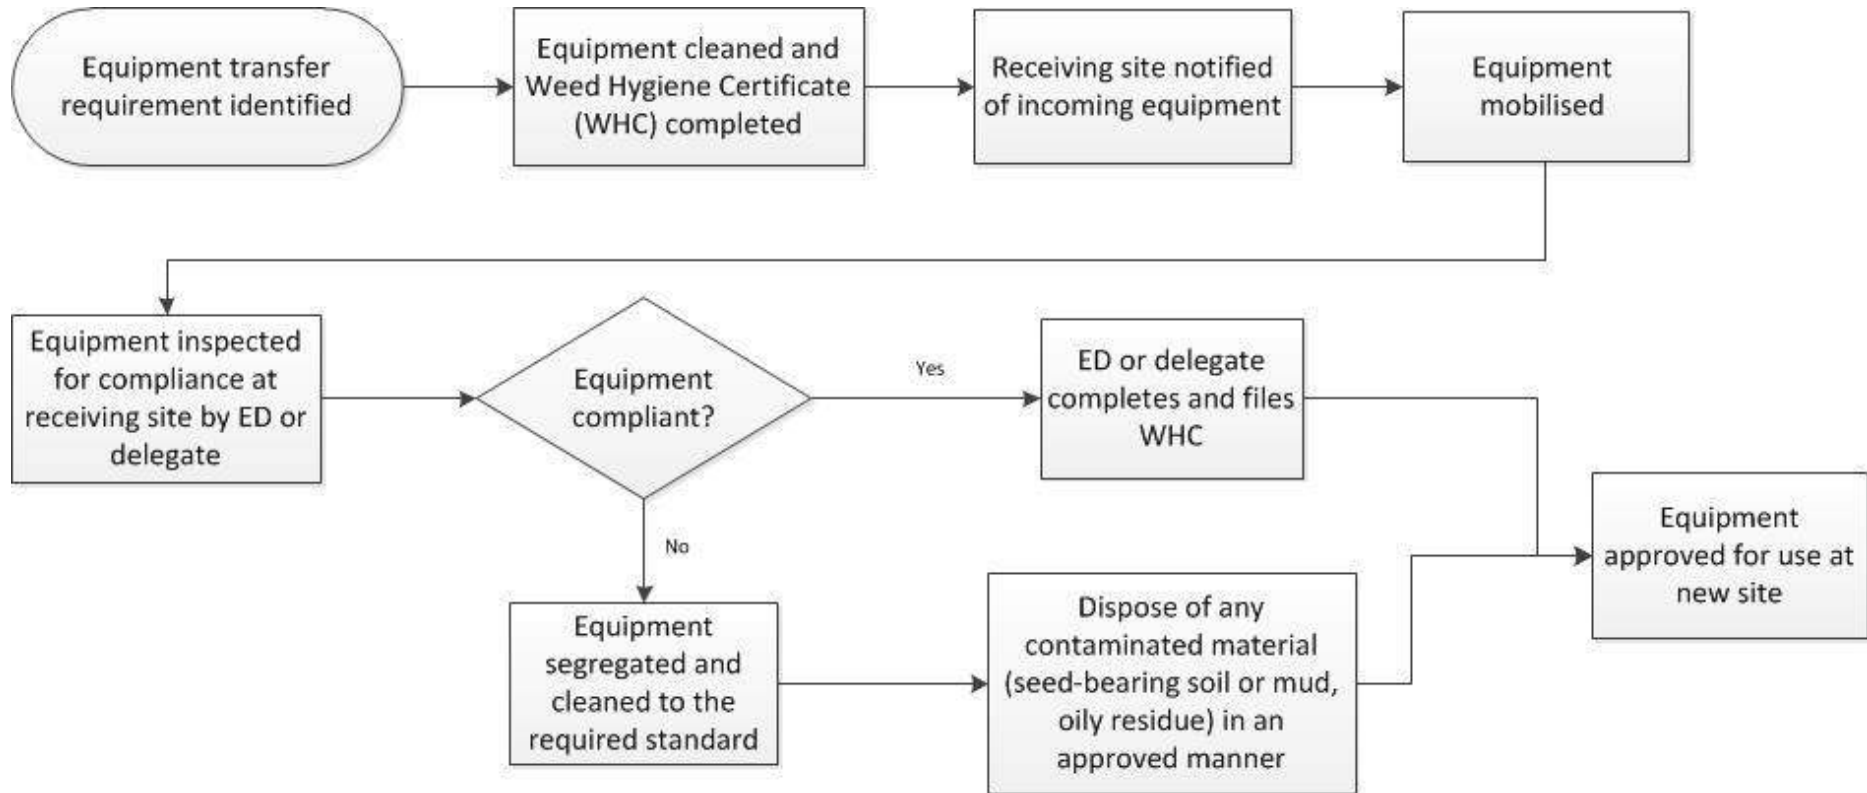 Equipment transfer
requirement identified
Equipment cleaned and
Weed Hygiene Certificate
(WHC) completed
Receiving site notified
of incoming equipment
Equipment
mobilised
Equipment inspected
for compliance at
receiving site by ED or
delegate
Equipment
compliant?
Yes
ED or delegate
completes and files
WHC
No
Equipment
segregated and
cleaned to the
required standard
Dispose of any
contaminated material
(seed-bearing soil or mud,
oily residue) in an
approved manner
Equipment
approved for use at
new site